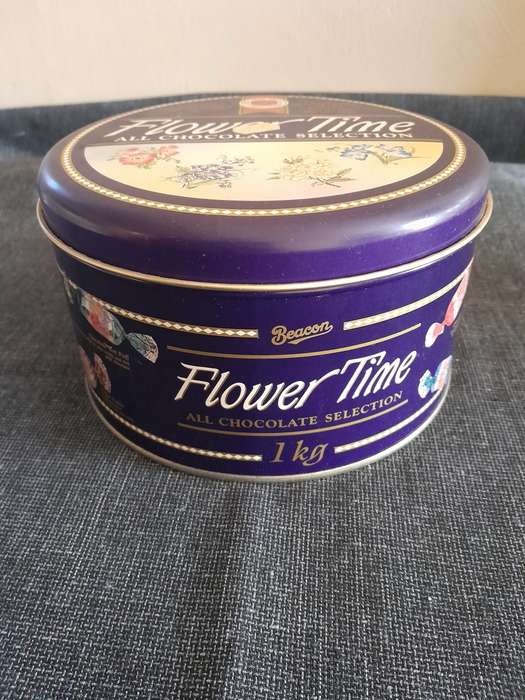 Flower Time
ALL CHOCOLATE SELECTION
Beacon
Flower Time
ALL CHOCOLATE SELECTION
1 kg